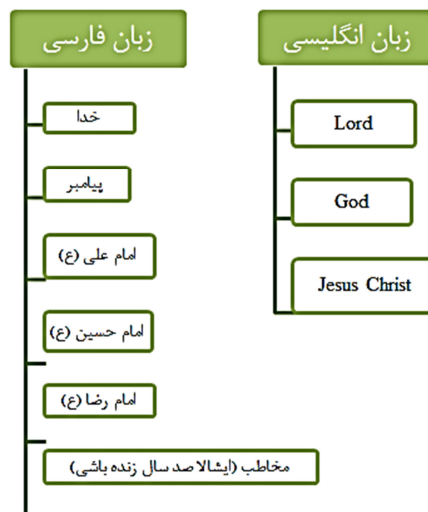 زبان فارسی
خدا
پیامبر
امام علی (ع)
امام حسین (ع)
امام رضا (ع)
مخاطب (ایشالا صد سال زنده باشی)
زبان انگلیسی
Lord
God
Jesus Christ